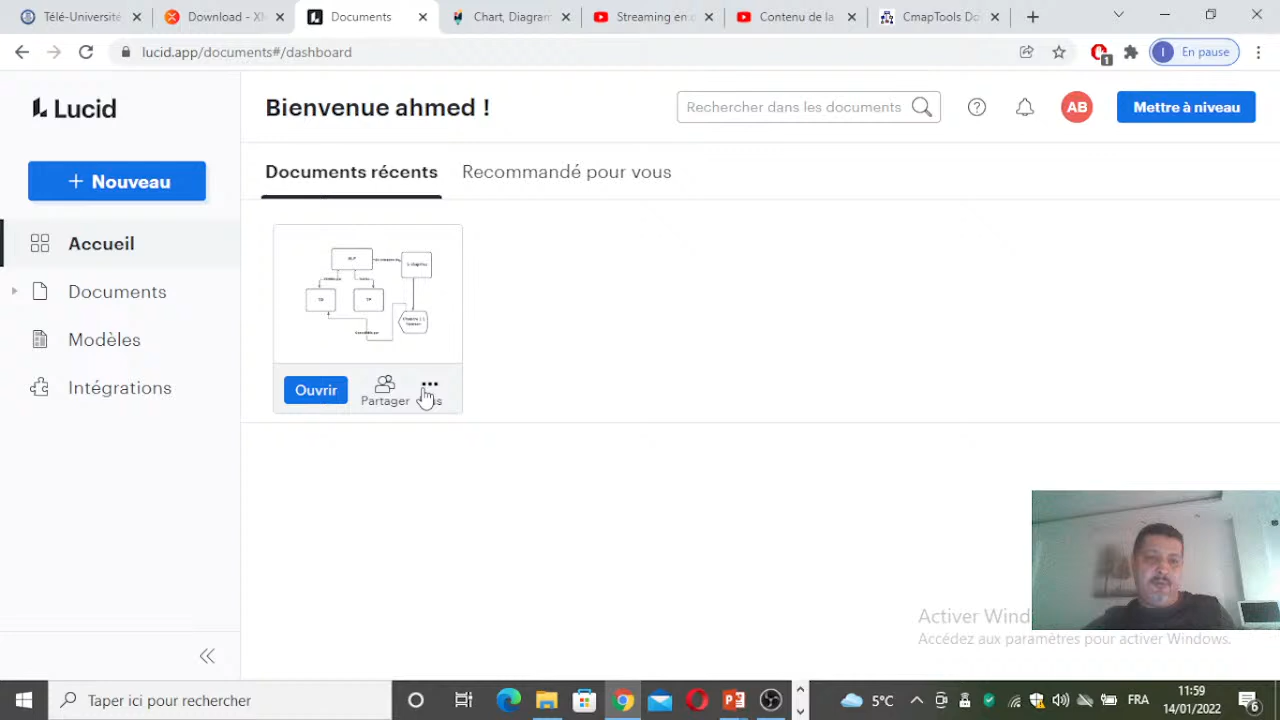 Télé-Université
Download - XM
Documents
Chart, Diagram
Streaming en
Contenu de la
CmapTools Do
lucid.app/documents#/dashboard
1
I
En pause
Lucid
Bienvenue ahmed !
Rechercher dans les documents
AB
Mettre à niveau
+ Nouveau
Documents récents
Recommandé pour vous
Accueil
Documents
Modèles
Intégrations
Ouvrir
Partager
Activer Wind
Accédez aux paramètres pour activer Windows.
Taper ici pour rechercher
5°C
FRA
11:59
14/01/2022
6